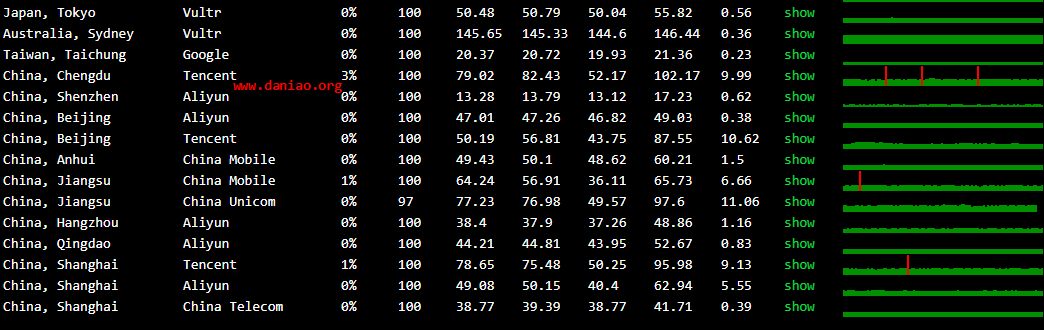 Japan, Tokyo Vultr 0% 100 50.48 50.79 50.04 55.82 0.56 show
Australia, Sydney Vultr 0% 100 145.65 145.33 144.6 146.44 0.36 show
Taiwan, Taichung Google 0% 100 20.37 20.72 19.93 21.36 0.23 show
China, Chengdu Tencent 3% 100 79.02 82.43 52.17 102.17 9.99 show
www.daniao.org
China, Shenzhen Aliyun 0% 100 13.28 13.79 13.12 17.23 0.62 show
China, Beijing Aliyun 0% 100 47.01 47.26 46.82 49.03 0.38 show
China, Beijing Tencent 0% 100 50.19 56.81 43.75 87.55 10.62 show
China, Anhui China Mobile 0% 100 49.43 50.1 48.62 60.21 1.5 show
China, Jiangsu China Mobile 1% 100 64.24 56.91 36.11 65.73 6.66 show
China, Jiangsu China Unicom 0% 97 77.23 76.98 49.57 97.6 11.06 show
China, Hangzhou Aliyun 0% 100 38.4 37.9 37.26 48.86 1.16 show
China, Qingdao Aliyun 0% 100 44.21 44.81 43.95 52.67 0.83 show
China, Shanghai Tencent 1% 100 78.65 75.48 50.25 95.98 9.13 show
China, Shanghai Aliyun 0% 100 49.08 50.15 40.4 62.94 5.55 show
China, Shanghai China Telecom 0% 100 38.77 39.39 38.77 41.71 0.39 show